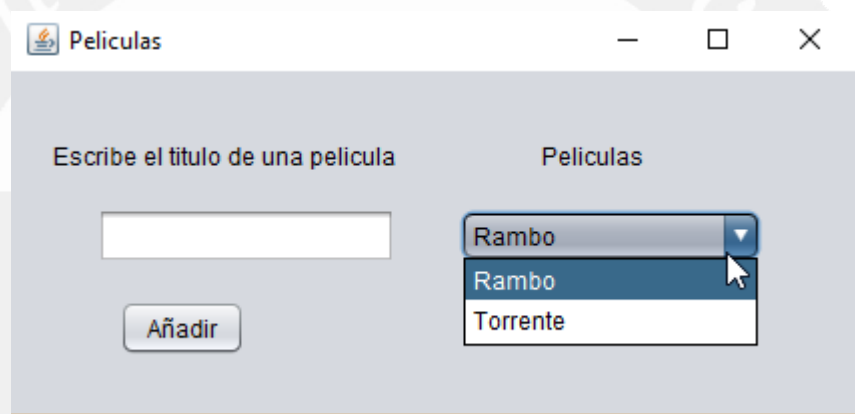 Peliculas
Escribe el titulo de una pelicula
Peliculas
Rambo
Rambo
Torrente
Añadir